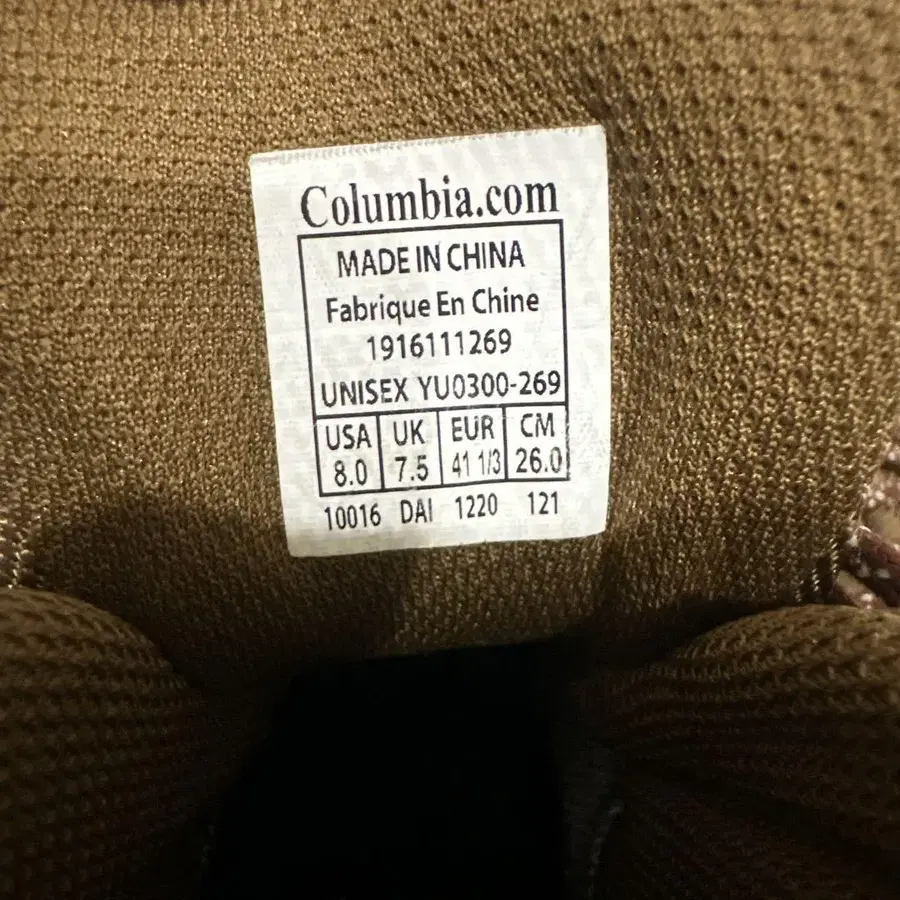 Columbia.com
MADE IN CHINA
Fabrique En Chine
1916111269
UNISEX YU0300-269
USA UK EUR CM
8.0 7.5 41 1/3 26.0
10016 DAI 1220 121